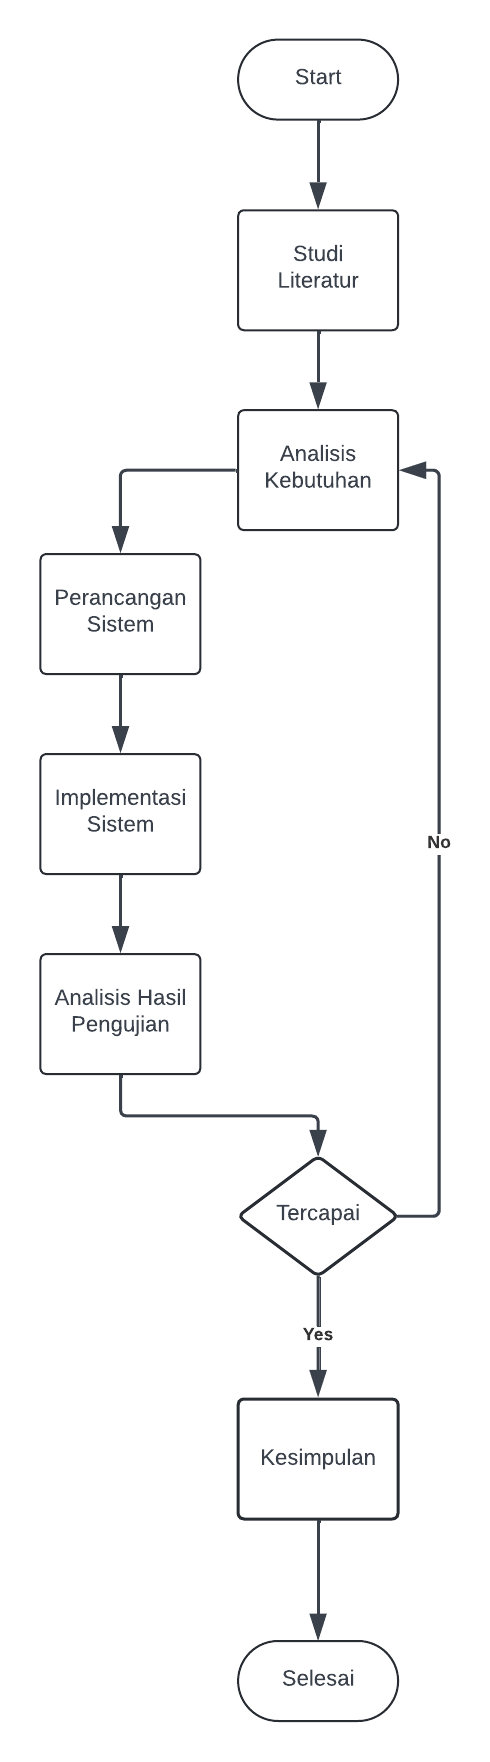 Start
Studi
Literatur
Analisis
Kebutuhan
Perancangan
Sistem
Implementasi
Sistem
No
Analisis Hasil
Pengujian
Tercapai
Yes
Kesimpulan
Selesai